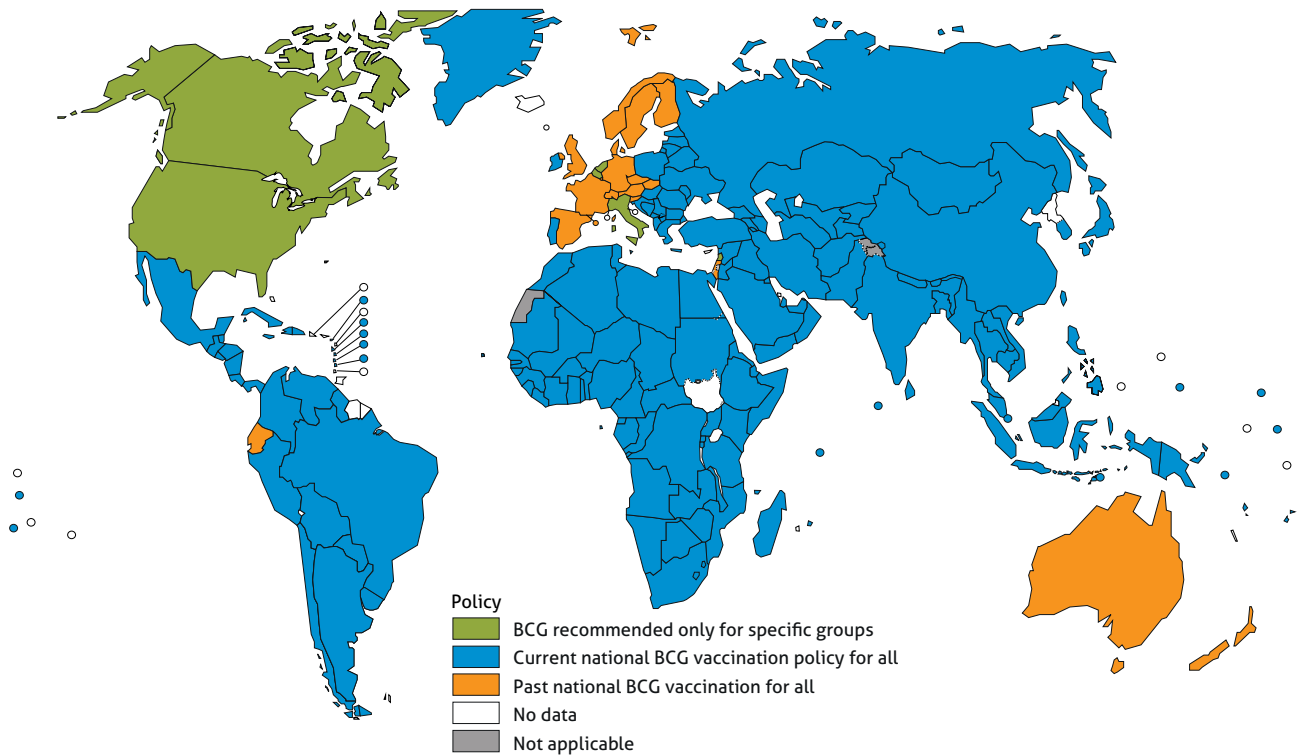 Policy
BCG recommended only for specific groups
Current national BCG vaccination policy for all
Past national BCG vaccination for all
No data
Not applicable